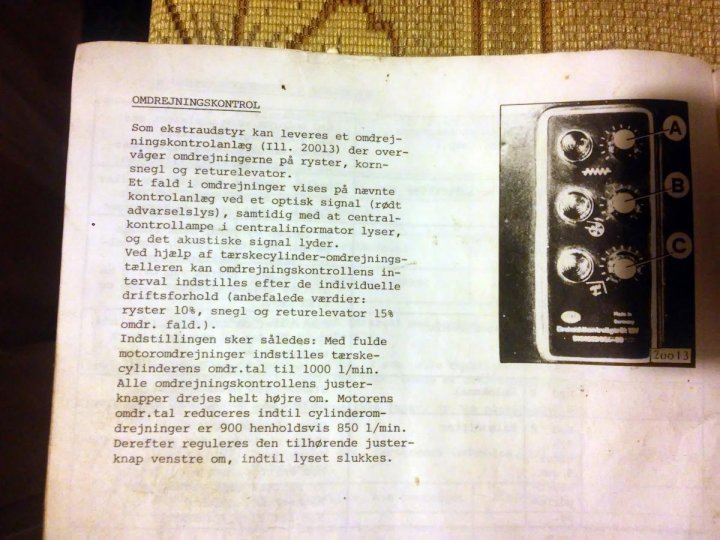 OMDREJNINGSKONTROL
Som ekstraudstyr kan leveres et omdrej-
ningskontrolanlæg (Ill. 20013) der over-
våger omdrejningerne på ryster, korn-
snegl og returelevator.
Et fald i omdrejninger vises på nævnte
kontrolanlæg ved et optisk signal (rødt
advarselslys), samtidig med at central-
kontrollampe i centralinformator lyser,
og det akustiske signal lyder.
Ved hjælp af tærskecylinder-omdrejnings-
tælleren kan omdrejningskontrollens in-
terval indstilles efter de individuelle
driftsforhold (anbefalede værdier:
ryster 10%, snegl og returelevator 15%
omdr. fald.).
Indstillingen sker således: Med fulde
motoromdrejninger indstilles tærske-
cylinderens omdr.tal til 1000 l/min.
Alle omdrejningskontrollens juster-
knapper drejes helt højre om. Motorens
omdr.tal reduceres indtil cylinderom-
drejninger er 900 henholdsvis 850 l/min.
Derefter reguleres den tilhørende juster-
knap venstre om, indtil lyset slukkes.
A
B
C
Made in
Germany
20013